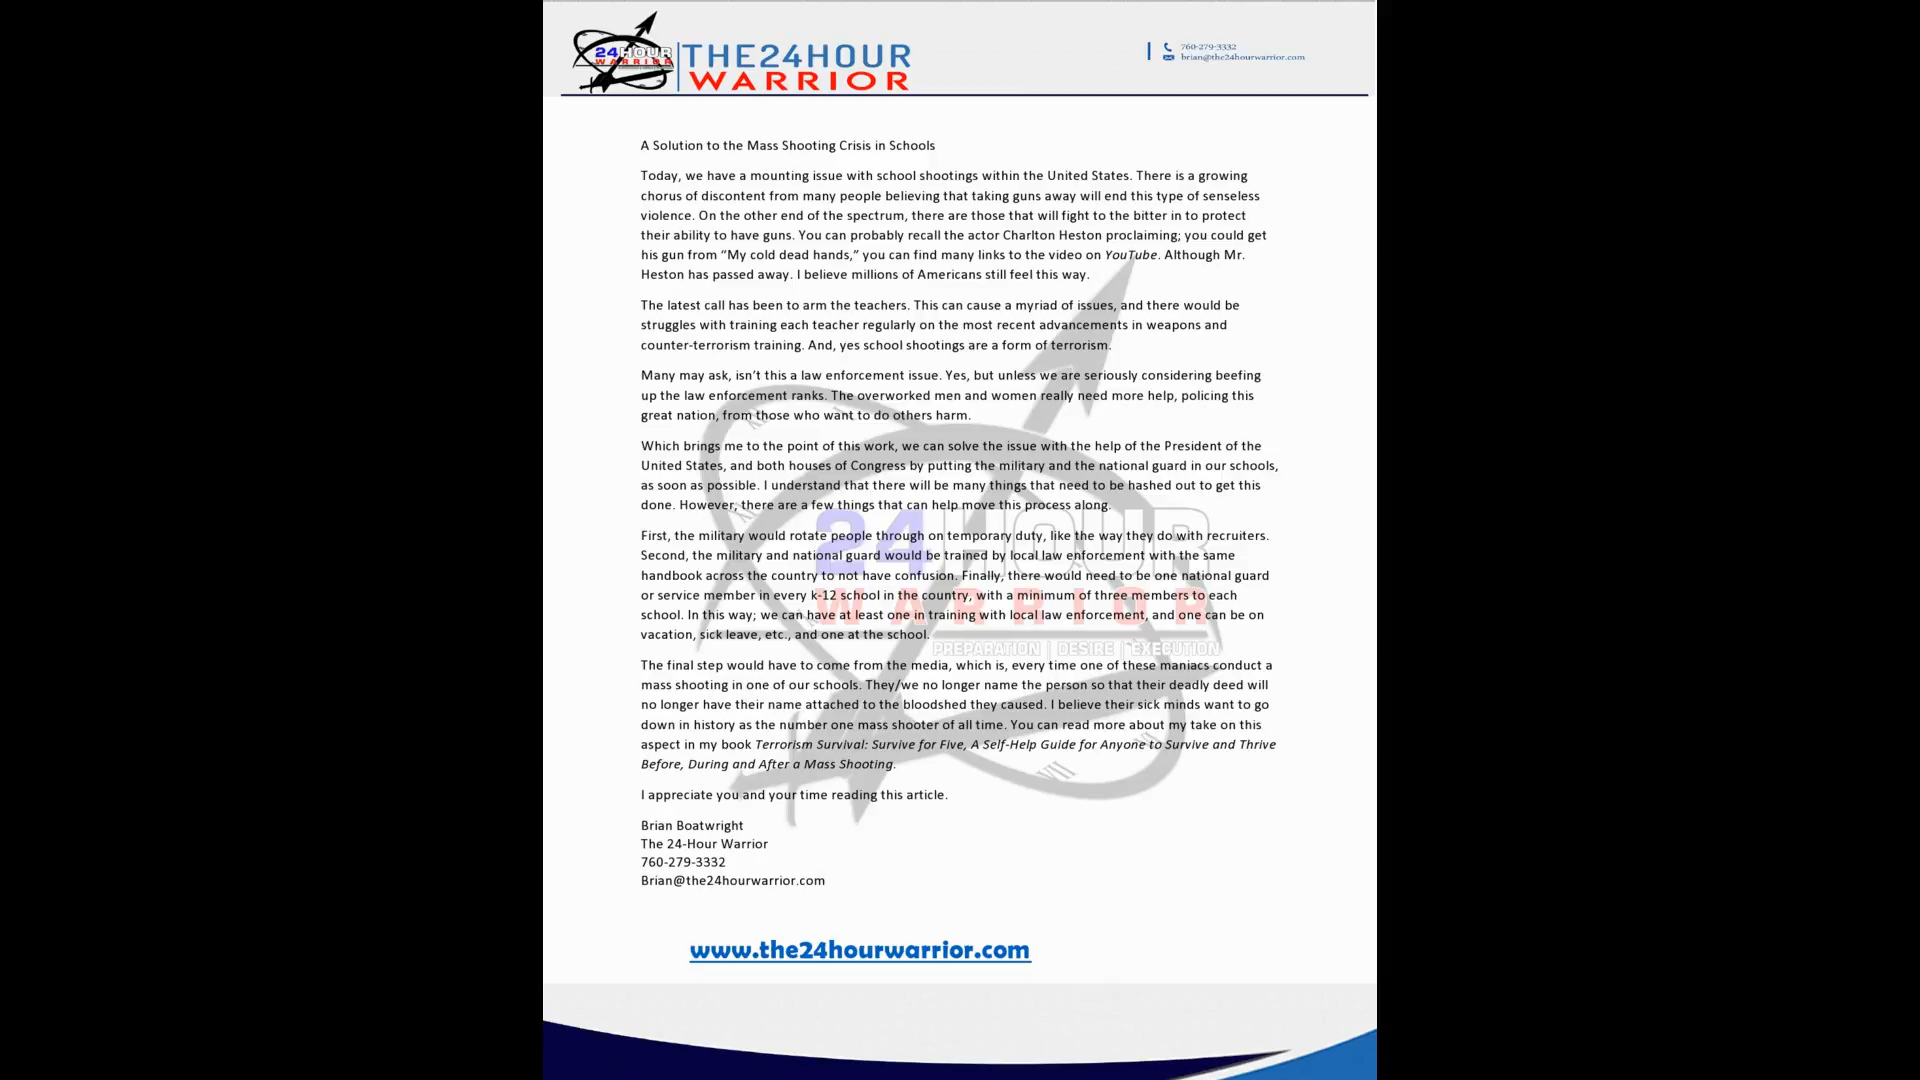 24HOUR
WARRIOR
THE24HOUR
WARRIOR
760-279-3332
brian@the24hourwarrior.com
A Solution to the Mass Shooting Crisis in Schools
Today, we have a mounting issue with school shootings within the United States. There is a growing
chorus of discontent from many people believing that taking guns away will end this type of senseless
violence. On the other end of the spectrum, there are those that will fight to the bitter in to protect
their ability to have guns. You can probably recall the actor Charlton Heston proclaiming; you could get
his gun from “My cold dead hands,” you can find many links to the video on YouTube. Although Mr.
Heston has passed away. I believe millions of Americans still feel this way.
The latest call has been to arm the teachers. This can cause a myriad of issues, and there would be
struggles with training each teacher regularly on the most recent advancements in weapons and
counter-terrorism training. And, yes school shootings are a form of terrorism.
Many may ask, isn’t this a law enforcement issue. Yes, but unless we are seriously considering beefing
up the law enforcement ranks. The overworked men and women really need more help, policing this
great nation, from those who want to do others harm.
Which brings me to the point of this work, we can solve the issue with the help of the President of the
United States, and both houses of Congress by putting the military and the national guard in our schools,
as soon as possible. I understand that there will be many things that need to be hashed out to get this
done. However, there are a few things that can help move this process along.
First, the military would rotate people through on temporary duty, like the way they do with recruiters.
Second, the military and national guard would be trained by local law enforcement with the same
handbook across the country to not have confusion. Finally, there would need to be one national guard
or service member in every k-12 school in the country, with a minimum of three members to each
school. In this way; we can have at least one in training with local law enforcement, and one can be on
vacation, sick leave, etc., and one at the school.
The final step would have to come from the media, which is, every time one of these maniacs conduct a
mass shooting in one of our schools. They/we no longer name the person so that their deadly deed will
no longer have their name attached to the bloodshed they caused. I believe their sick minds want to go
down in history as the number one mass shooter of all time. You can read more about my take on this
aspect in my book Terrorism Survival: Survive for Five, A Self-Help Guide for Anyone to Survive and Thrive
Before, During and After a Mass Shooting.
I appreciate you and your time reading this article.
Brian Boatwright
The 24-Hour Warrior
760-279-3332
Brian@the24hourwarrior.com
24HOUR
WARRIOR
PREPARATION | DESIRE | EXECUTION
VI
VII
www.the24hourwarrior.com